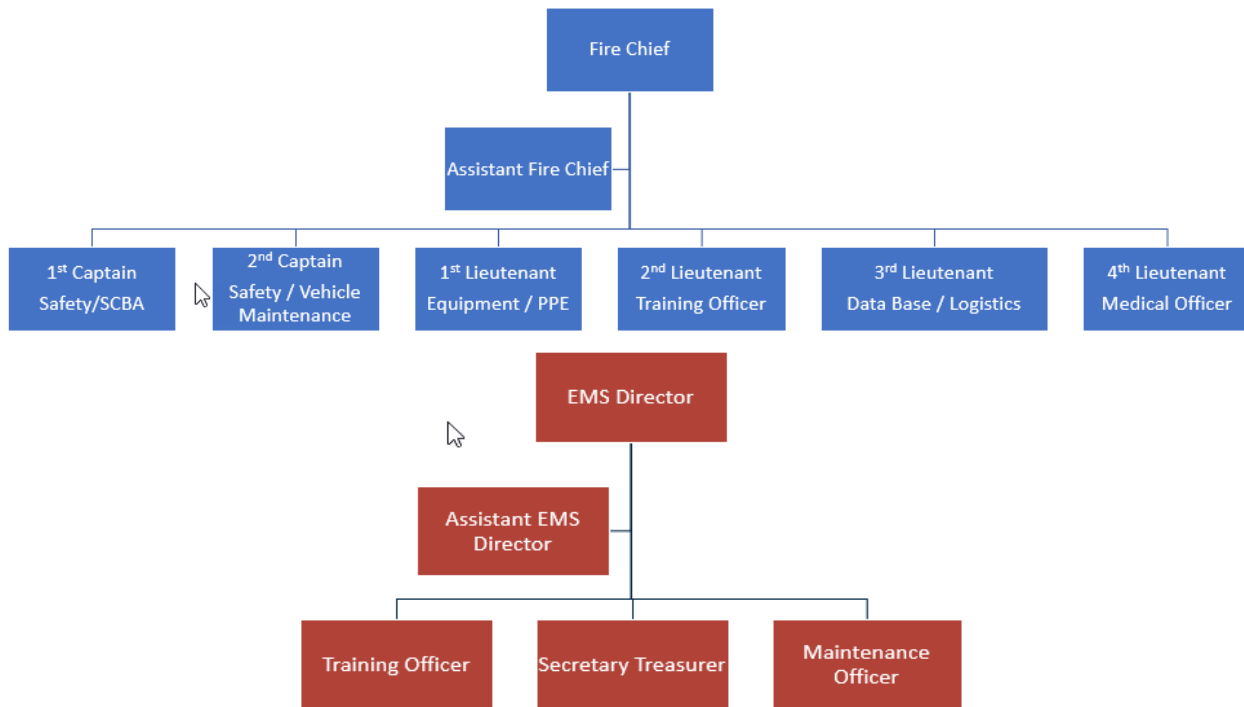 Fire Chief
Assistant Fire Chief
1st Captain
Safety/SCBA
2nd Captain
Safety / Vehicle
Maintenance
1st Lieutenant
Equipment / PPE
2nd Lieutenant
Training Officer
3rd Lieutenant
Data Base / Logistics
4th Lieutenant
Medical Officer
EMS Director
Assistant EMS
Director
Training Officer
Secretary Treasurer
Maintenance
Officer